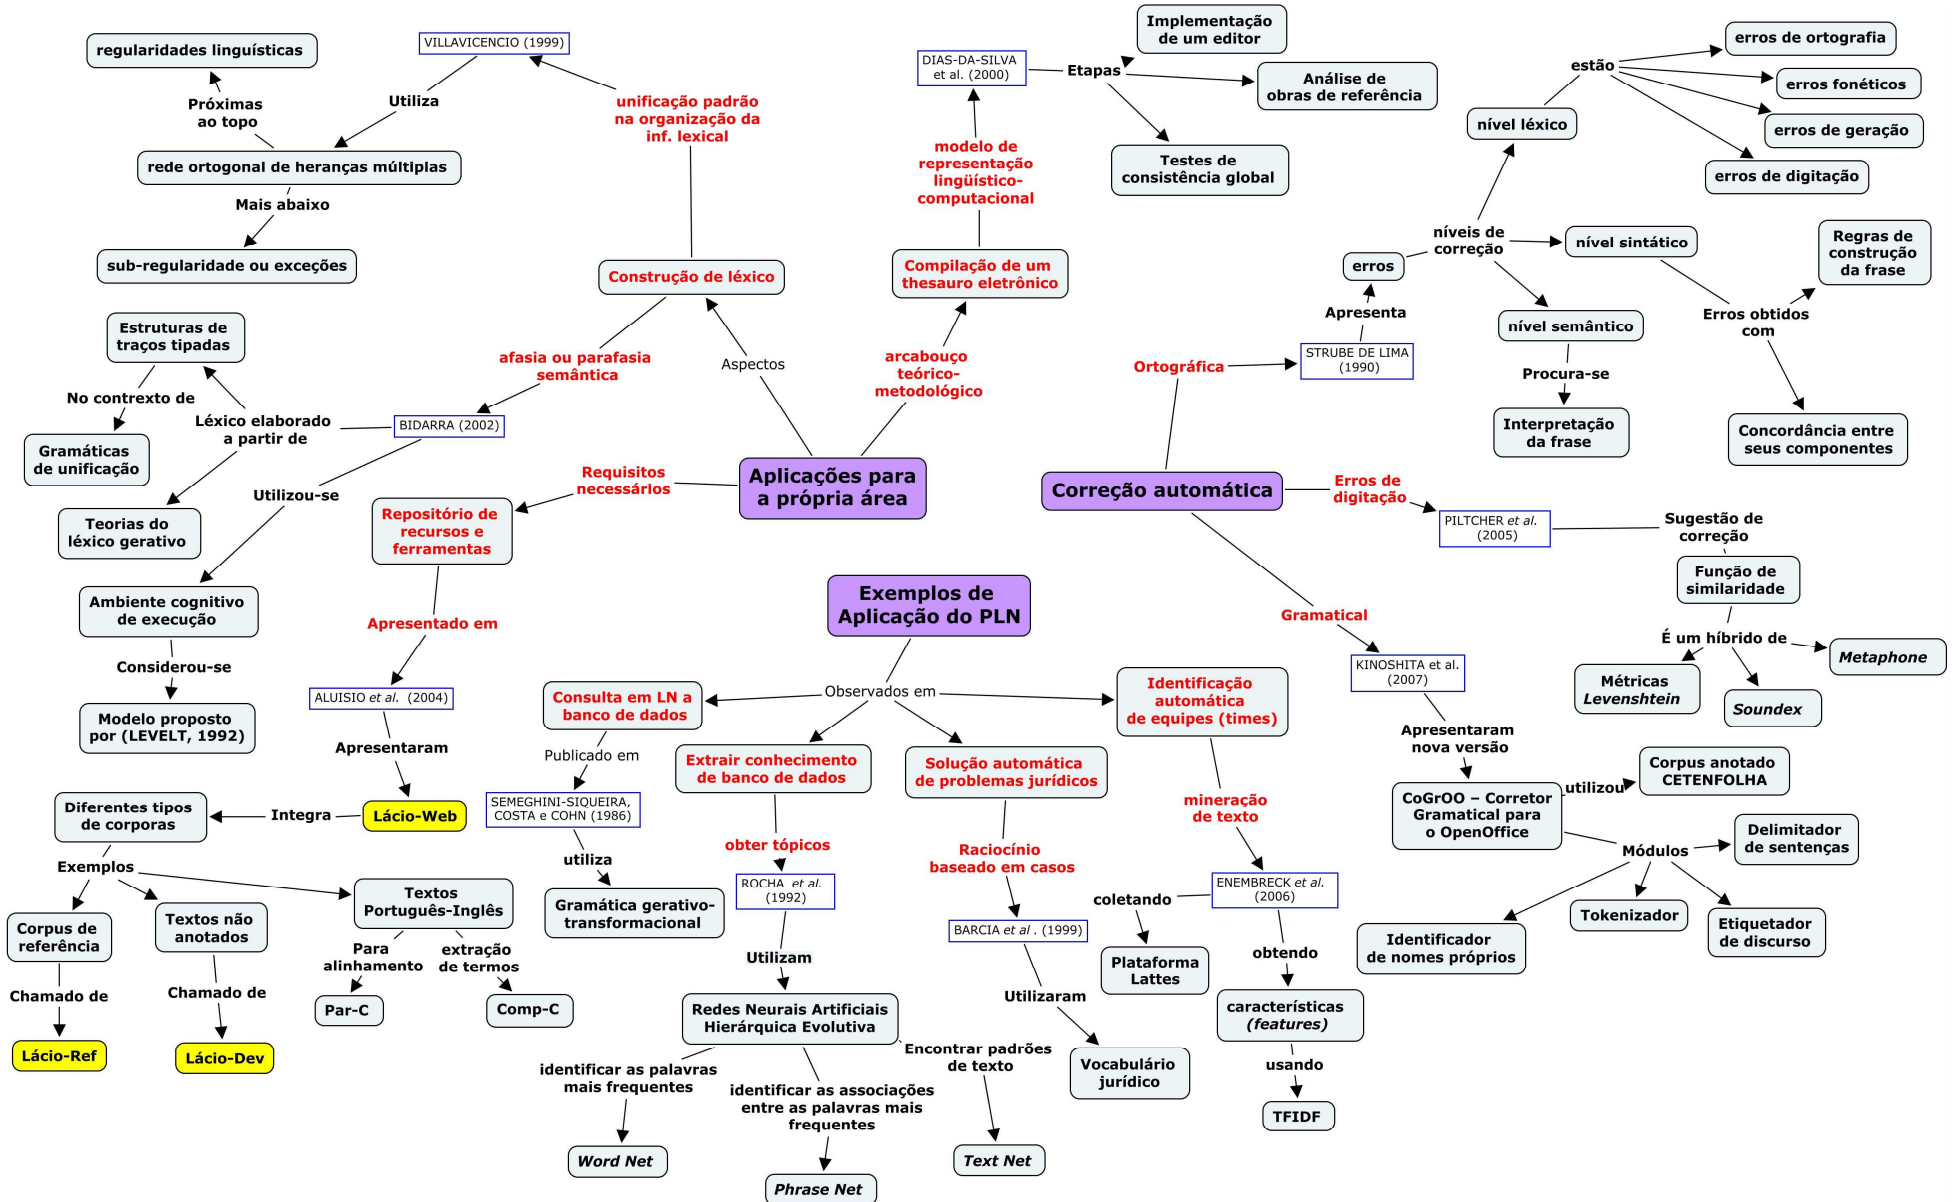 regularidades linguísticas
VILLAVICENCIO (1999)
Próximas
ao topo
Utiliza
unificação padrão
na organização da
inf. lexical
rede ortogonal de heranças múltiplas
Mais abaixo
sub-regularidade ou exceções
Construção de léxico
DIAS-DA-SILVA
et al. (2000)
Etapas
Implementação
de um editor
Análise de
obras de referência
Testes de
consistência global
modelo de
representação
lingüístico-
computacional
Compilação de um
thesauro eletrônico
estão
erros de ortografia
erros fonéticos
erros de geração
erros de digitação
nível léxico
níveis de
correção
nível sintático
Regras de
construção
da frase
erros
Apresenta
nível semântico
Erros obtidos
com
STRUBE DE LIMA
(1990)
Ortográfica
Procura-se
Interpretação
da frase
Concordância entre
seus componentes
Estruturas de
traços tipadas
afasia ou parafasia
semântica
Aspectos
arcabouço
teórico-
metodológico
No contexto de
Léxico elaborado
a partir de
BIDARRA (2002)
Gramáticas
de unificação
Utilizou-se
Requisitos
necessários
Aplicações para
a própria área
Correção automática
Erros de
digitação
PILTCHER et al.
(2005)
Sugestão de
correção
Teorias do
léxico gerativo
Repositório de
recursos e
ferramentas
Função de
similaridade
É um híbrido de
Metaphone
Métricas
Levenshtein
Soundex
Ambiente cognitivo
de execução
Considerou-se
Modelo proposto
por (LEVELT, 1992)
Apresentado em
ALUISIO et al. (2004)
Apresentaram
Exemplos de
Aplicação do PLN
Observados em
Gramatical
KINOSHITA et al.
(2007)
Apresentaram
nova versão
Consulta em LN a
banco de dados
Publicado em
Extrair conhecimento
de banco de dados
Solução automática
de problemas jurídicos
Identificação
automática
de equipes (times)
Corpus anotado
CETENFOLHA
utilizou
CoGrOO – Corretor
Gramatical para
o OpenOffice
Diferentes tipos
de corporas
Integra
Lácio-Web
SEMEGHINI-SIQUEIRA,
COSTA e COHN (1986)
utiliza
Gramática gerativo-
transformacional
obter tópicos
ROCHA, et al.
(1992)
Utilizam
Raciocínio
baseado em casos
BARCIA et al . (1999)
Utilizaram
mineração
de texto
ENEMBRECK et al.
(2006)
coletando
Plataforma
Lattes
obtendo
características
(features)
usando
TFIDF
Módulos
Delimitador
de sentenças
Tokenizador
Etiquetador
de discurso
Identificador
de nomes próprios
Exemplos
Corpus de
referência
Textos não
anotados
Textos
Português-Inglês
Para
alinhamento
extração
de termos
Par-C
Comp-C
Chamado de
Chamado de
Lácio-Ref
Lácio-Dev
Redes Neurais Artificiais
Hierárquica Evolutiva
identificar as palavras
mais frequentes
identificar as associações
entre as palavras mais
frequentes
Encontrar padrões
de texto
Vocabulário
jurídico
Word Net
Phrase Net
Text Net